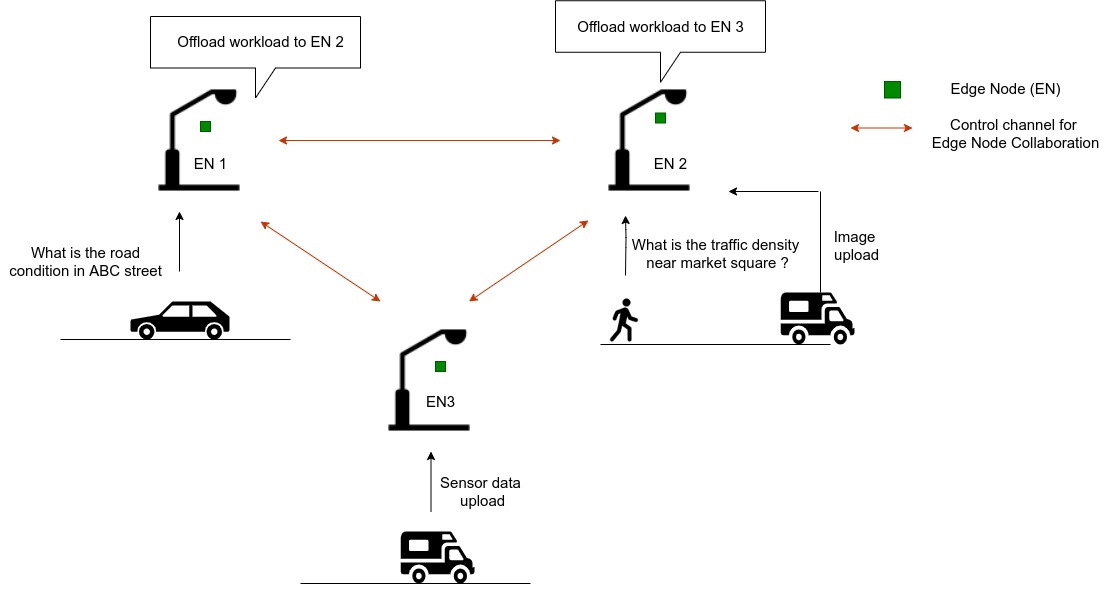 Offload workload to EN 2
Offload workload to EN 3
Edge Node (EN)
Control channel for
Edge Node Collaboration
EN 1
EN 2
What is the road
condition in ABC street
What is the traffic density
near market square ?
Image
upload
EN3
Sensor data
upload